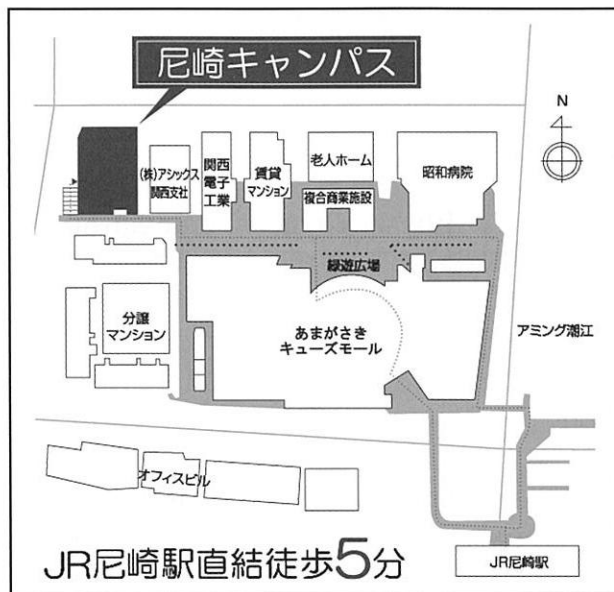 尼崎キャンパス
N
(株)アシックス
関西支社
関西
電子
工業
賃貸
マンション
老人ホーム
複合商業施設
昭和病院
緑遊広場
分譲
マンション
あまがさき
キューズモール
アミング潮江
オフィスビル
JR尼崎駅
JR尼崎駅直結徒歩5分